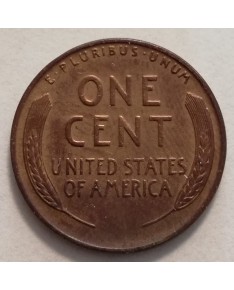 E·PLURIBUS·UNUM
ONE
CENT
UNITED STATES
OF AMERICA